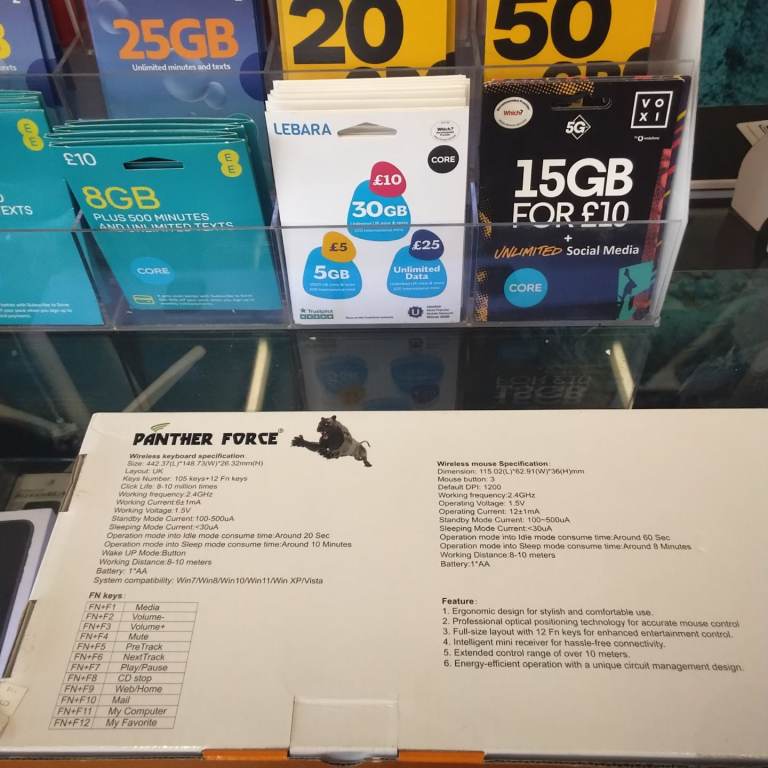 25GB
Unlimited minutes and texts
20
50
EE
EXTS
£10
EE
8GB
PLUS 500 MINUTES
AND UNLIMITED TEXTS
CORE
LEBARA
Which?
CORE
£10
30GB
£5
5GB
£25
Unlimited
Data
Trustpilot
Which?
5G
VOXI
15GB
FOR £10
+
UNLIMITED Social Media
CORE
PANTHER FORCE®
Wireless keyboard specification
Size: 442.37(L)*148.73(W)*26.32mm(H)
Layout: UK
Keys Number: 105 keys+12 Fn keys
Click Life: 8-10 million times
Working frequency:2.4GHz
Working Current:6±1mA
Working Voltage:1.5V
Standby Mode Current:100-500uA
Sleeping Mode Current:<30uA
Operation mode into Idle mode consume time:Around 20 Sec
Operation mode into Sleep mode consume time:Around 10 Minutes
Wake UP Mode:Button
Working Distance:8-10 meters
Battery: 1*AA
System compatibility: Win7/Win8/Win10/Win11/Win XP/Vista
FN keys:
FN+F1 Media
FN+F2 Volume-
FN+F3 Volume+
FN+F4 Mute
FN+F5 PreTrack
FN+F6 NextTrack
FN+F7 Play/Pause
FN+F8 CD stop
FN+F9 Web/Home
FN+F10 Mail
FN+F11 My Computer
FN+F12 My Favorite
Wireless mouse Specification:
Dimension: 115.02(L)*62.91(W)*36(H)mm
Mouse button: 3
Default DPI: 1200
Working frequency:2.4GHz
Operating Voltage: 1.5V
Operating Current: 12±1mA
Standby Mode Current: 100~500uA
Sleeping Mode Current:<30uA
Operation mode into Idle mode consume time:Around 60 Sec
Operation mode into Sleep mode consume time:Around 8 Minutes
Working Distance:8-10 meters
Battery:1*AA
Feature:
1. Ergonomic design for stylish and comfortable use.
2. Professional optical positioning technology for accurate mouse control
3. Full-size layout with 12 Fn keys for enhanced entertainment control.
4. Intelligent mini receiver for hassle-free connectivity.
5. Extended control range of over 10 meters.
6. Energy-efficient operation with a unique circuit management design.